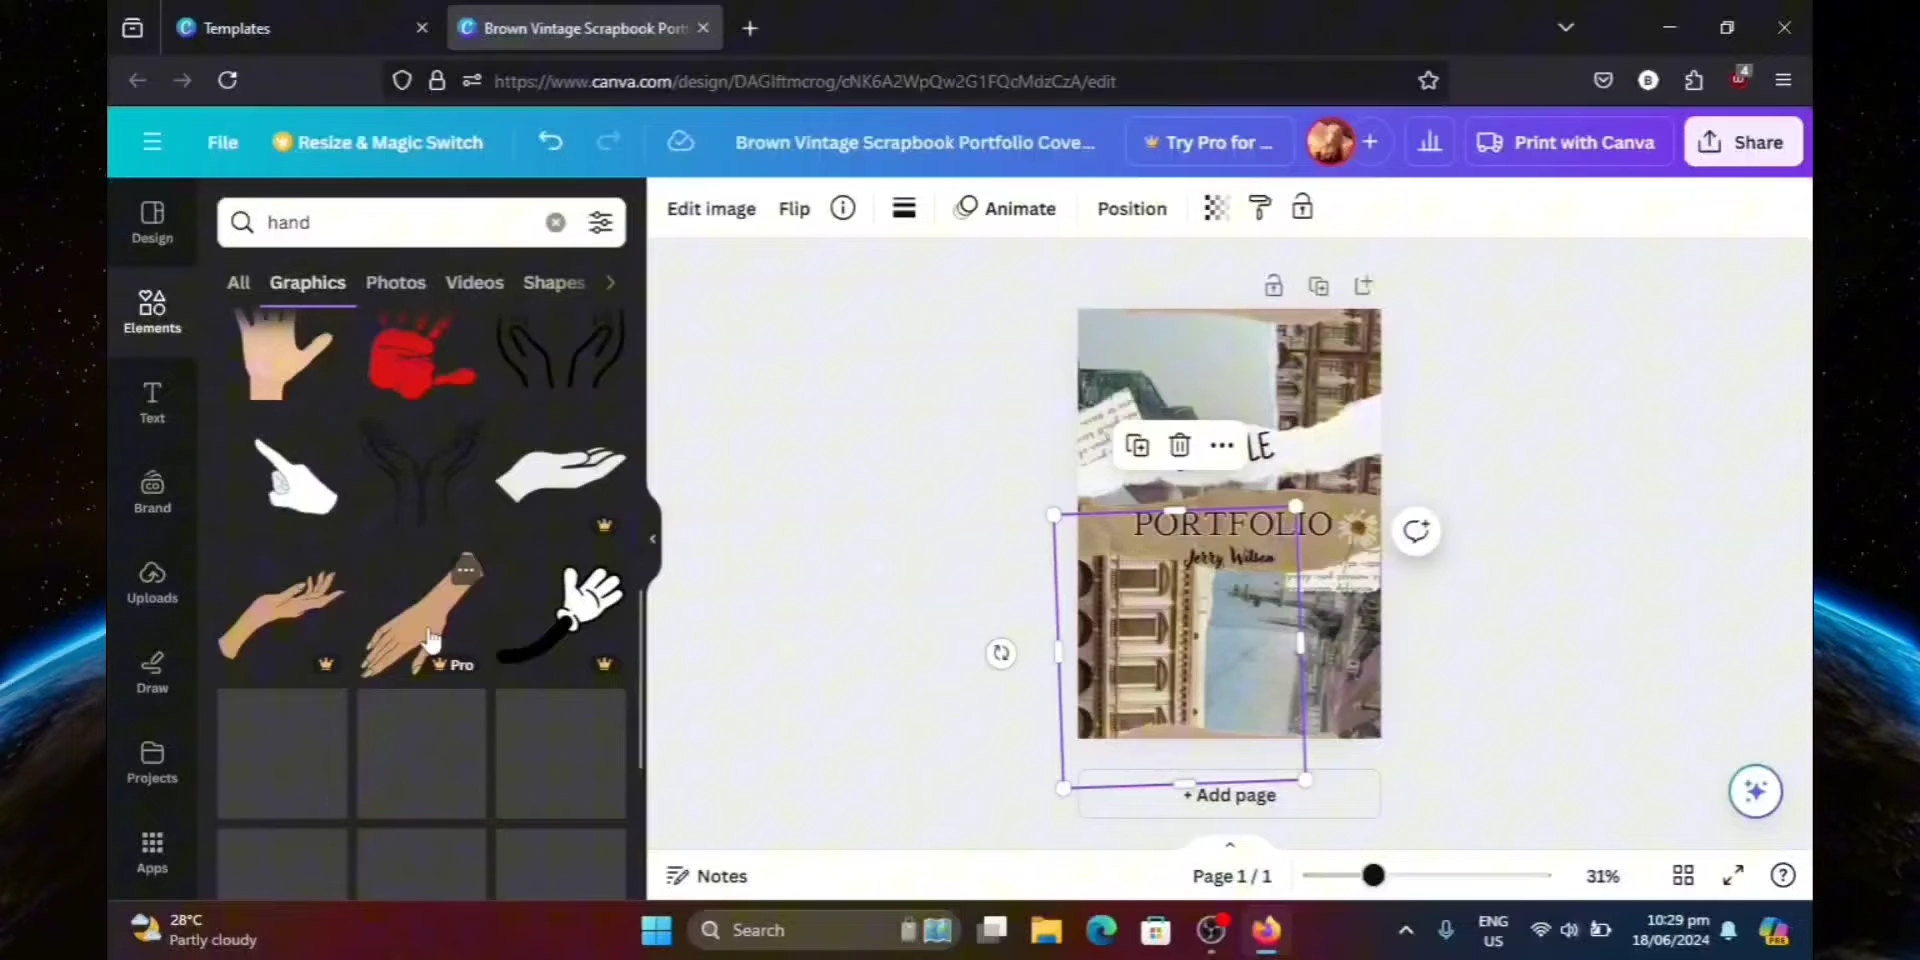 Templates
Brown Vintage Scrapbook Port
https://www.canva.com/design/DAGIftmcrog/cNK6A2WpQw2G1FQcMdzCzA/edit
4
File
Resize & Magic Switch
Brown Vintage Scrapbook Portfolio Cove...
Try Pro for ...
Print with Canva
Share
Design
Elements
Text
Brand
Uploads
Draw
Projects
Apps
hand
All
Graphics
Photos
Videos
Shapes
Pro
Edit image
Flip
Animate
Position
LE
PORTFOLIO
Jerry Wilson
+ Add page
Notes
Page 1 / 1
31%
28°C
Partly cloudy
Search
ENG
US
10:29 pm
18/06/2024